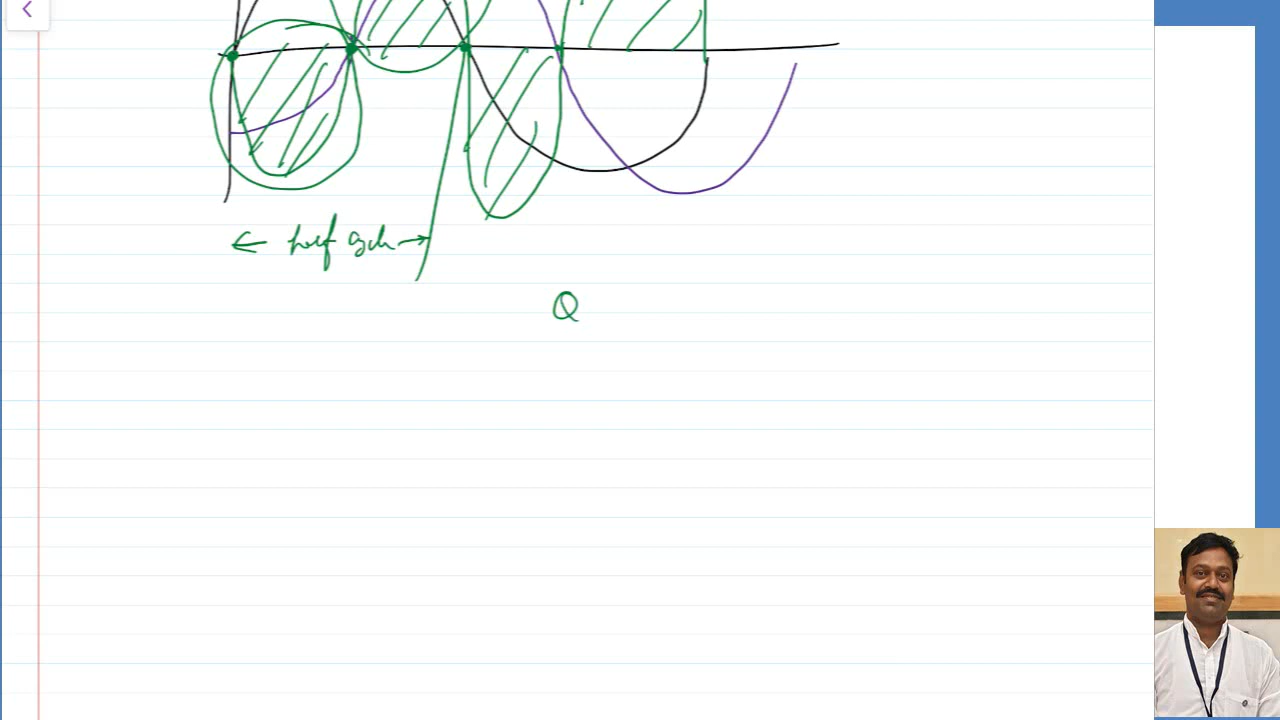 ← half cycle →
Q